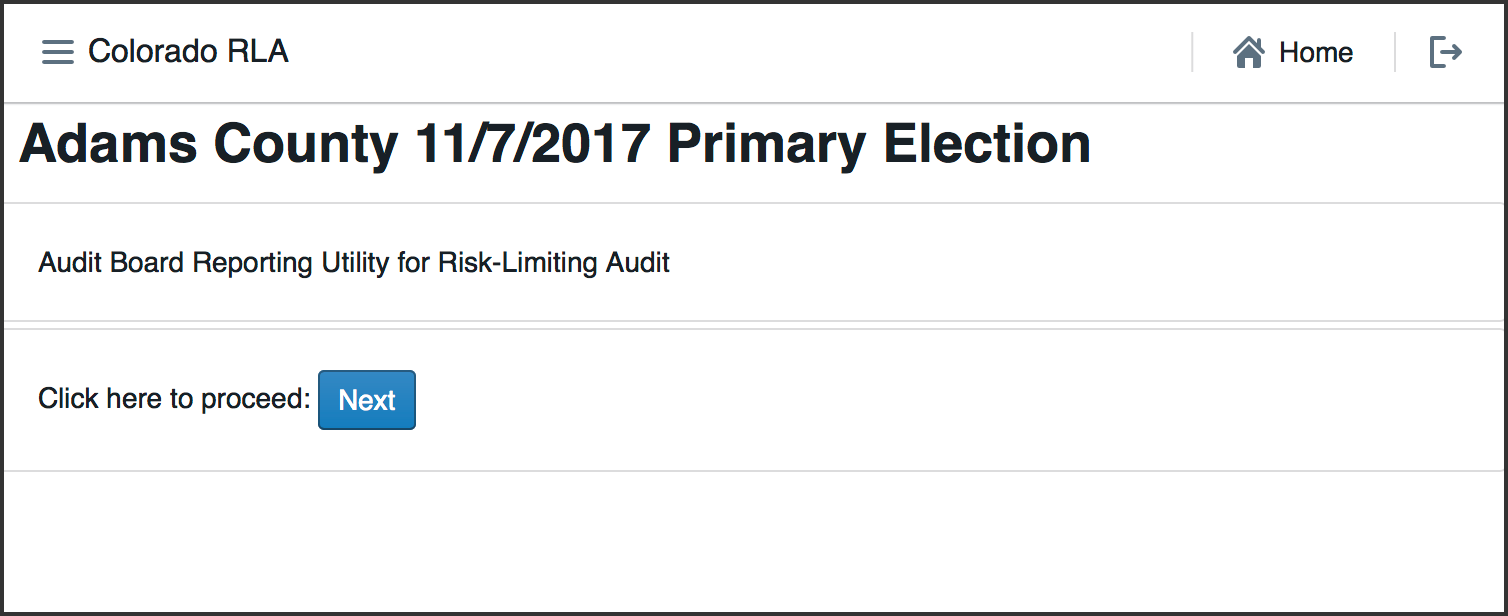 Colorado RLA
Home
Adams County 11/7/2017 Primary Election
Audit Board Reporting Utility for Risk-Limiting Audit
Click here to proceed: Next